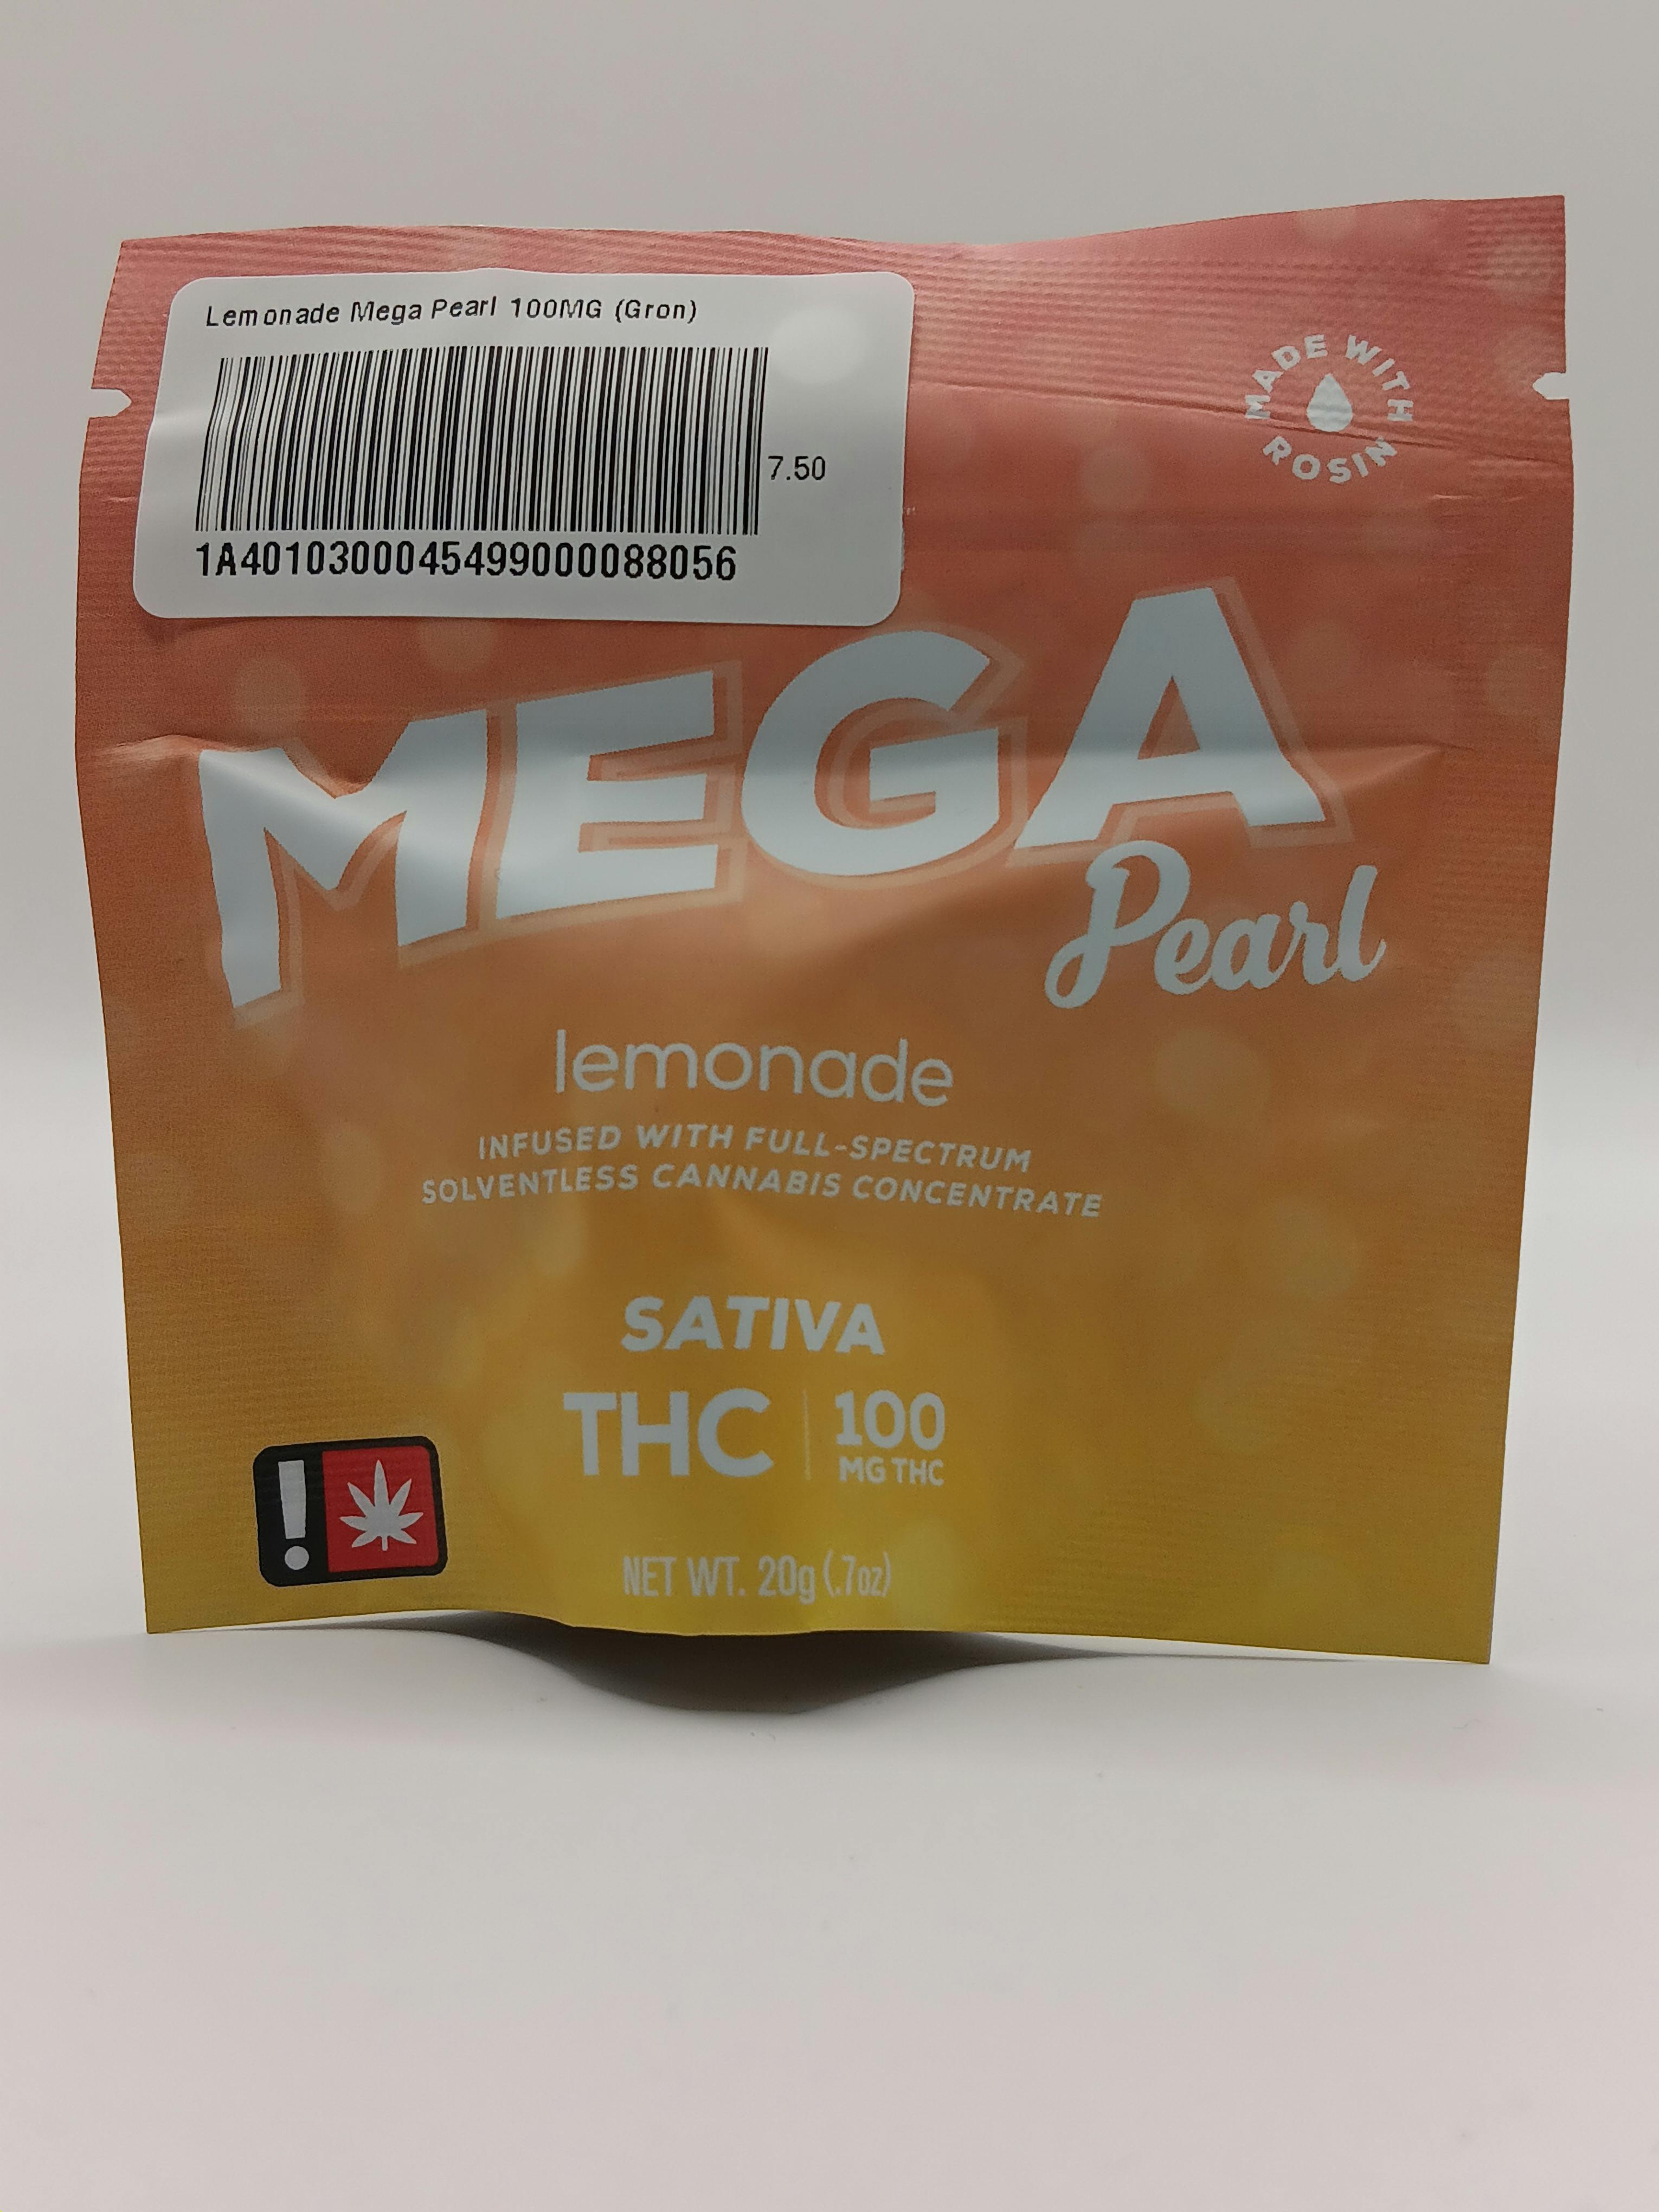 Lemonade Mega Pearl 100MG (Gron)
7.50
1A4010300045499000088056
MADE WITH
ROSIN
MEGA
Pearl
lemonade
INFUSED WITH FULL-SPECTRUM
SOLVENTLESS CANNABIS CONCENTRATE
SATIVA
THC | 100
MG THC
!
NET WT. 20g (.7oz)